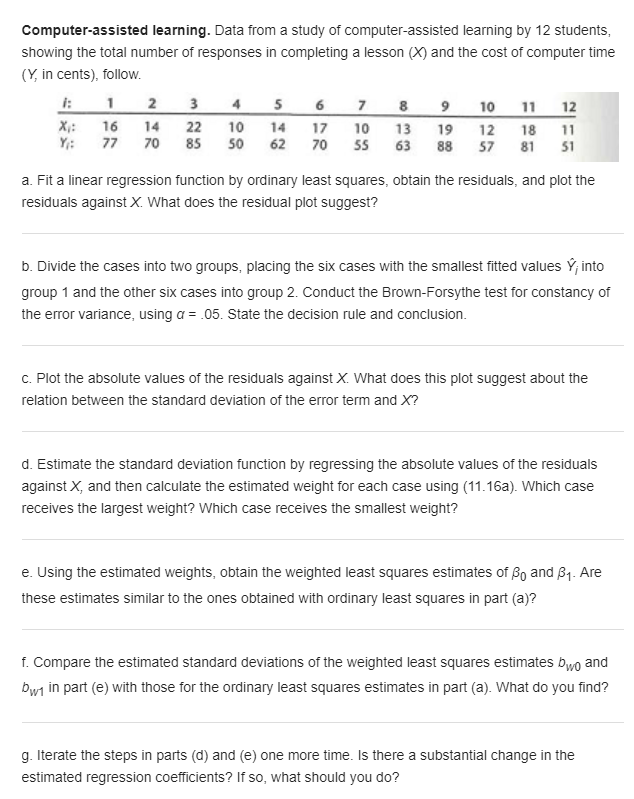 Computer-assisted learning. Data from a study of computer-assisted learning by 12 students,
showing the total number of responses in completing a lesson (X) and the cost of computer time
(Y, in cents), follow.
i: 1 2 3 4 5 6 7 8 9 10 11 12
Xᵢ: 16 14 22 10 14 17 10 13 19 12 18 11
Yᵢ: 77 70 85 50 62 70 55 63 88 57 81 51
a. Fit a linear regression function by ordinary least squares, obtain the residuals, and plot the
residuals against X. What does the residual plot suggest?
b. Divide the cases into two groups, placing the six cases with the smallest fitted values Ŷᵢ into
group 1 and the other six cases into group 2. Conduct the Brown-Forsythe test for constancy of
the error variance, using α = .05. State the decision rule and conclusion.
c. Plot the absolute values of the residuals against X. What does this plot suggest about the
relation between the standard deviation of the error term and X?
d. Estimate the standard deviation function by regressing the absolute values of the residuals
against X, and then calculate the estimated weight for each case using (11.16a). Which case
receives the largest weight? Which case receives the smallest weight?
e. Using the estimated weights, obtain the weighted least squares estimates of β₀ and β₁. Are
these estimates similar to the ones obtained with ordinary least squares in part (a)?
f. Compare the estimated standard deviations of the weighted least squares estimates bw0 and
bw1 in part (e) with those for the ordinary least squares estimates in part (a). What do you find?
g. Iterate the steps in parts (d) and (e) one more time. Is there a substantial change in the
estimated regression coefficients? If so, what should you do?